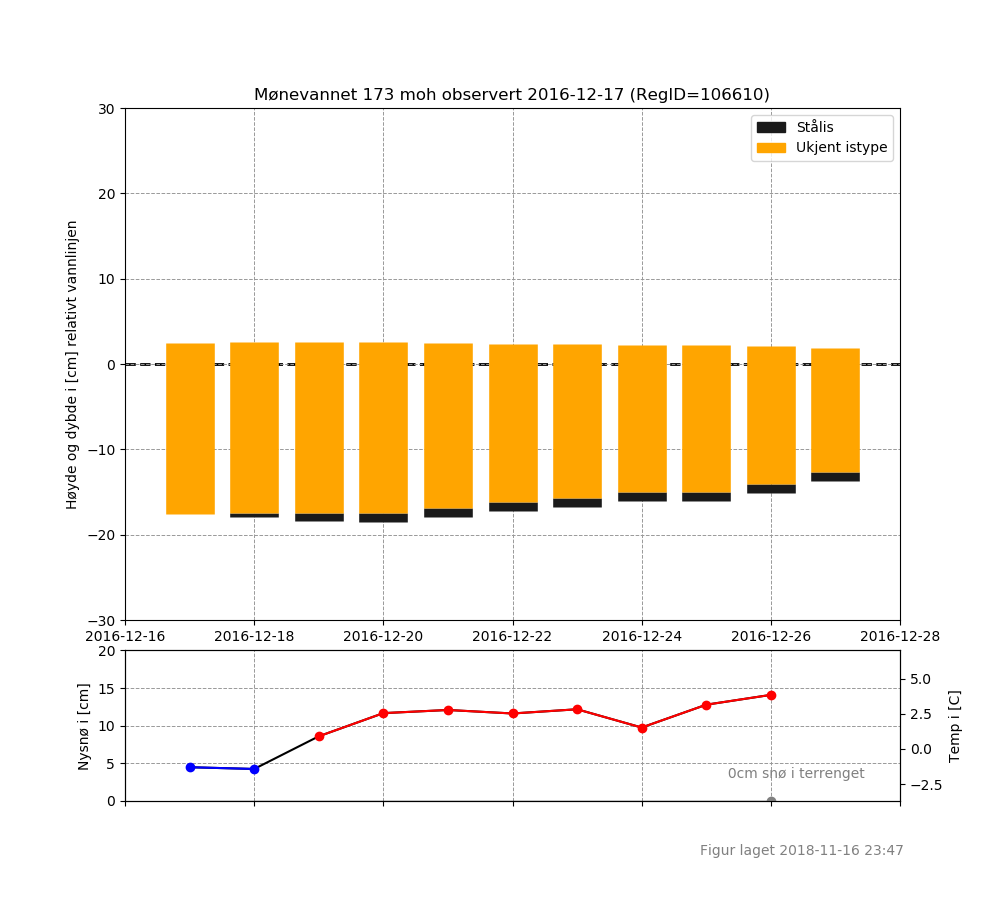 Mønevannet 173 moh observert 2016-12-17 (RegID=106610)
Stålis
Ukjent istype
Høyde og dybde i [cm] relativt vannlinjen
30
20
10
0
−10
−20
−30
2016-12-16 2016-12-18 2016-12-20 2016-12-22 2016-12-24 2016-12-26 2016-12-28
Nysnø i [cm]
20
15
10
5
0
5.0
2.5
0.0
−2.5
Temp i [C]
0cm snø i terrenget
Figur laget 2018-11-16 23:47